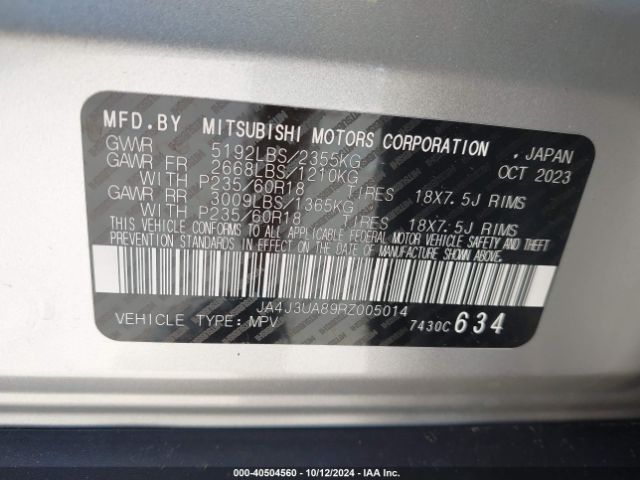 MFD.BY MITSUBISHI MOTORS CORPORATION , JAPAN
GVWR 5192LBS/2355KG OCT 2023
GAWR FR 2668LBS/1210KG
WITH P235/60R18 TIRES 18X7.5J RIMS
GAWR RR 3009LBS/1365KG
WITH P235/60R18 TIRES 18X7.5J RIMS
THIS VEHICLE CONFORMS TO ALL APPLICABLE FEDERAL MOTOR VEHICLE SAFETY AND THEFT
PREVENTION STANDARDS IN EFFECT ON THE DATE OF MANUFACTURE SHOWN ABOVE.
JA4J3UA89RZ005014
VEHICLE TYPE:MPV 7430C 634
000-40504560 - 10/12/2024 - IAA Inc.